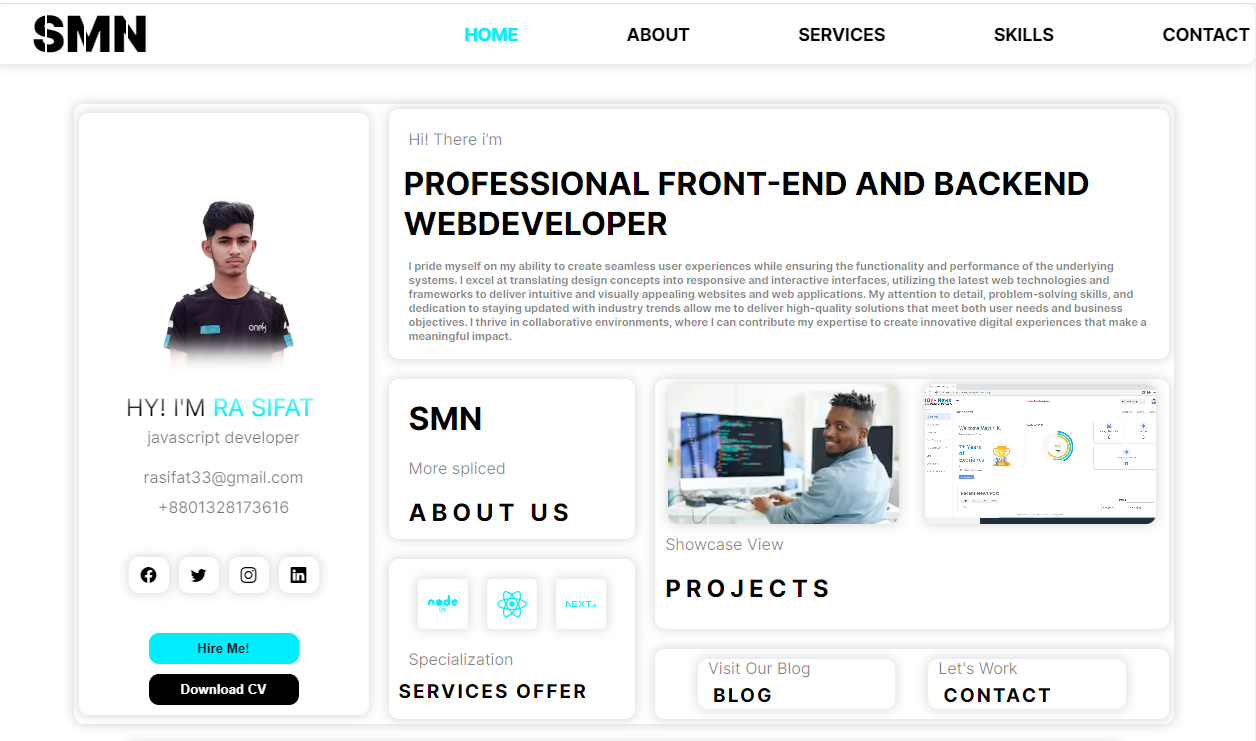 SMN
HOME ABOUT SERVICES SKILLS CONTACT
HY! I'M RA SIFAT
javascript developer
rasifat33@gmail.com
+8801328173616
Hire Me!
Download CV
Hi! There i'm
PROFESSIONAL FRONT-END AND BACKEND
WEBDEVELOPER
I pride myself on my ability to create seamless user experiences while ensuring the functionality and performance of the underlying
systems. I excel at translating design concepts into responsive and interactive interfaces, utilizing the latest web technologies and
frameworks to deliver intuitive and visually appealing websites and web applications. My attention to detail, problem-solving skills, and
dedication to staying updated with industry trends allow me to deliver high-quality solutions that meet both user needs and business
objectives. I thrive in collaborative environments, where I can contribute my expertise to create innovative digital experiences that make a
meaningful impact.
SMN
More spliced
ABOUT US
node
NEXT
Specialization
SERVICES OFFER
Welcome
7+ Years
of
Recent News Post
Showcase View
PROJECTS
Visit Our Blog
BLOG
Let's Work
CONTACT